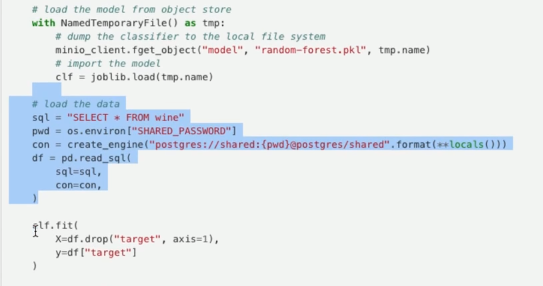 # load the model from object store
with NamedTemporaryFile() as tmp:
    # dump the classifier to the local file system
    minio_client.fget_object("model", "random-forest.pkl", tmp.name)
    # import the model
    clf = joblib.load(tmp.name)

# load the data
sql = "SELECT * FROM wine"
pwd = os.environ["SHARED_PASSWORD"]
con = create_engine("postgres://shared:{pwd}@postgres/shared".format(**locals()))
df = pd.read_sql(
    sql=sql,
    con=con,
)

clf.fit(
    X=df.drop("target", axis=1),
    y=df["target"]
)